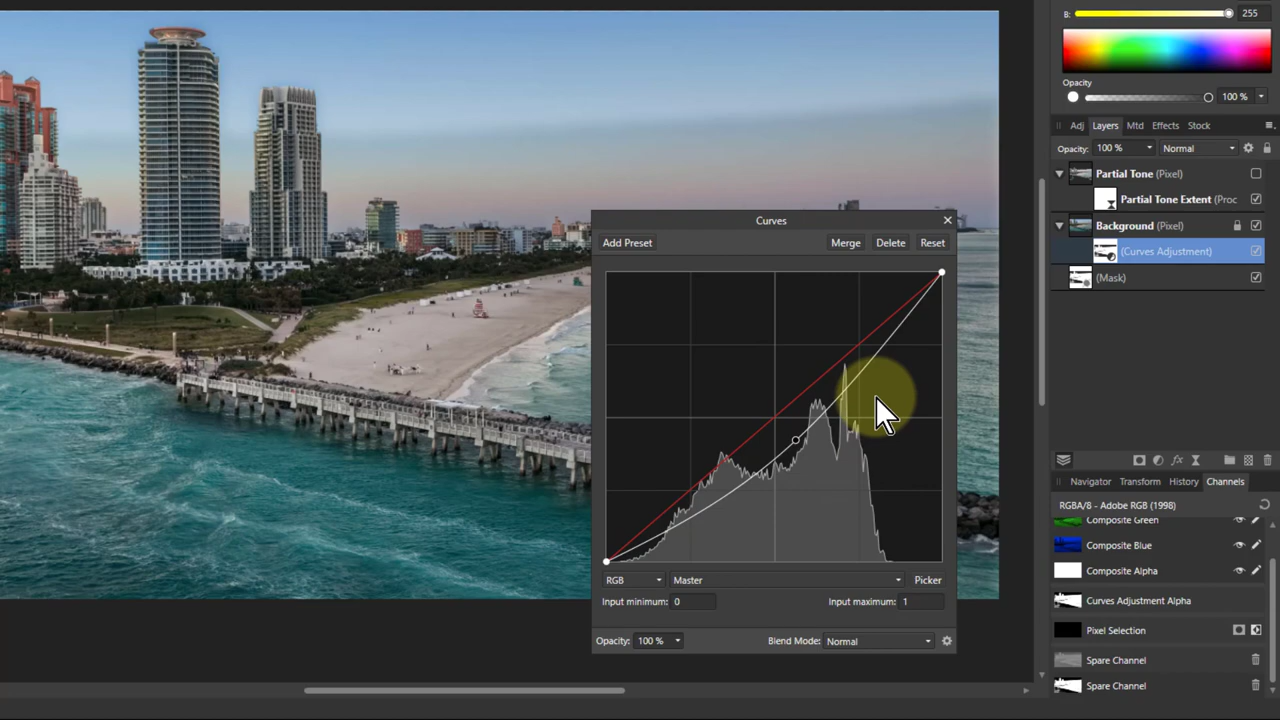 B:
255
Opacity
100 %
Adj Layers Mtd Effects Stock
Opacity: 100 % Normal
Partial Tone (Pixel)
Partial Tone Extent (Proc
Background (Pixel)
(Curves Adjustment)
(Mask)
Curves
Add Preset Merge Delete Reset
RGB Master Picker
Input minimum: 0 Input maximum: 1
Opacity: 100 % Blend Mode: Normal
Navigator Transform History Channels
RGBA/8 - Adobe RGB (1998)
Composite Green
Composite Blue
Composite Alpha
Curves Adjustment Alpha
Pixel Selection
Spare Channel
Spare Channel